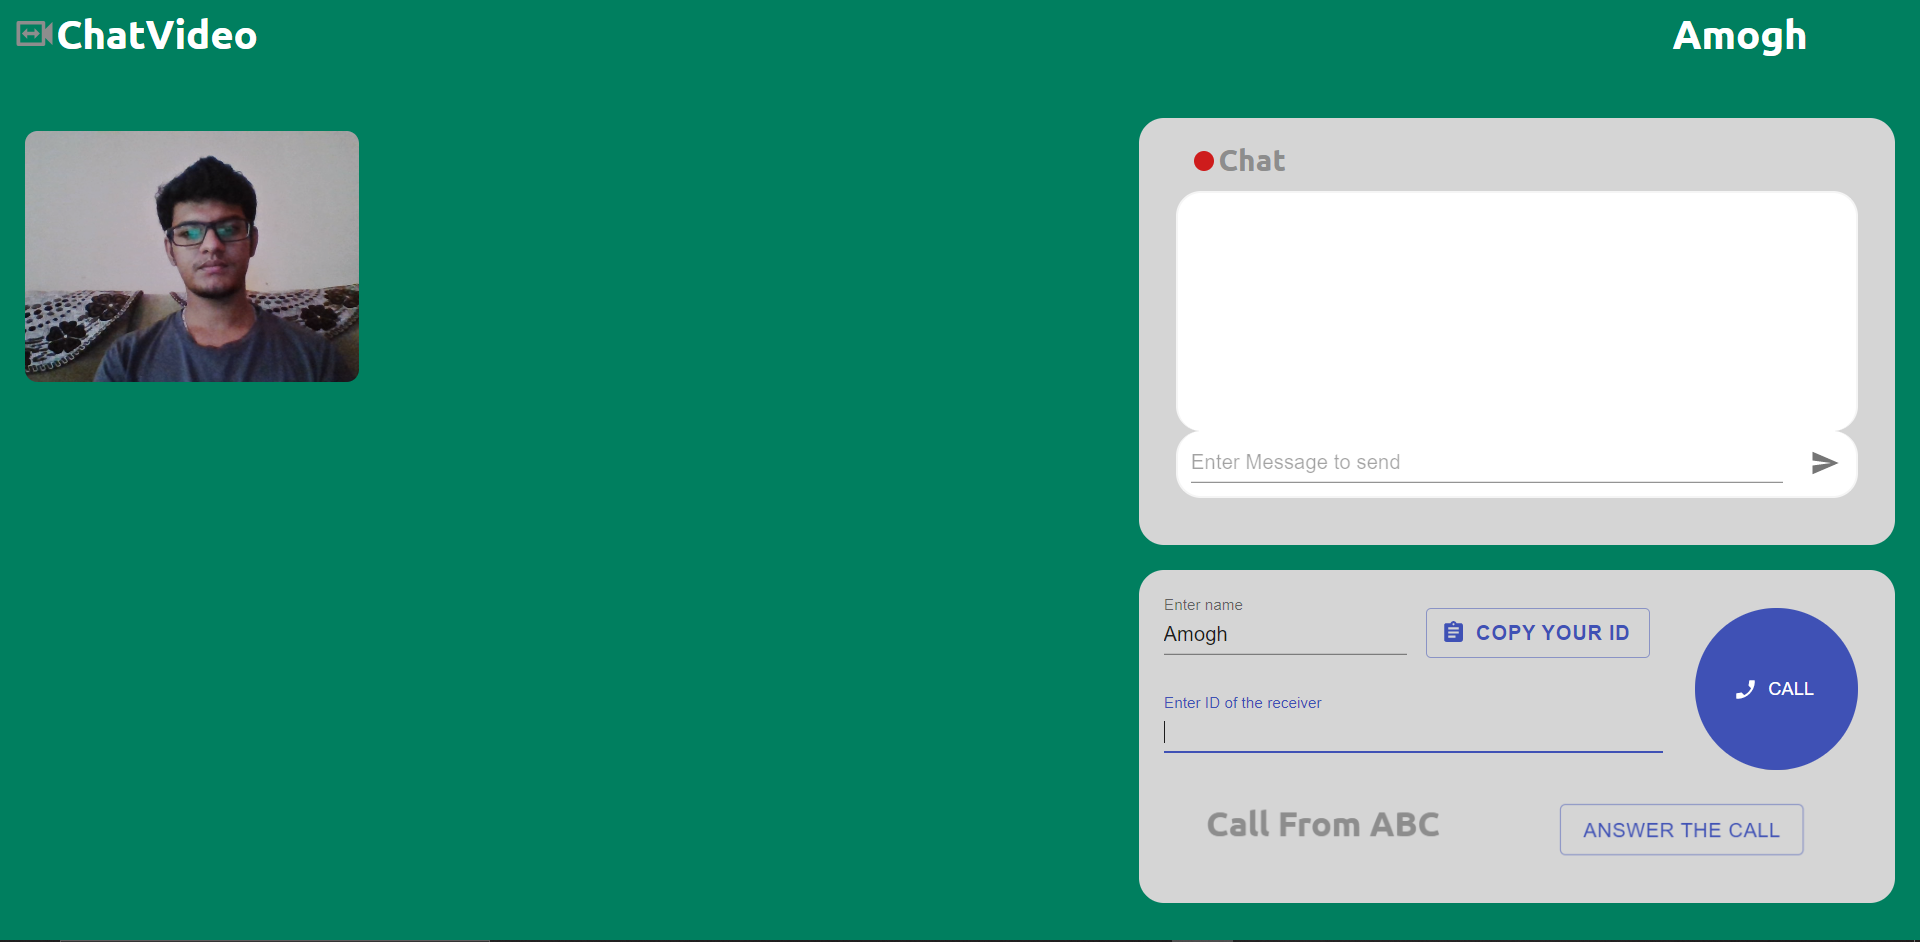 ChatVideo
Amogh
Chat
Enter Message to send
Enter name
Amogh
COPY YOUR ID
CALL
Enter ID of the receiver
Call From ABC
ANSWER THE CALL